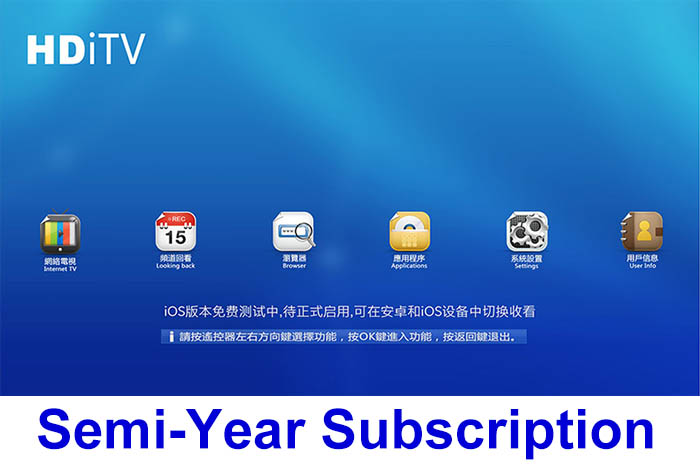 HDiTV
REC
15
網絡電視
Internet TV
頻道回看
Looking back
瀏覽器
Browser
應用程序
Applications
系統設置
Settings
用戶信息
User Info
iOS版本免费测试中,待正式启用,可在安卓和iOS设备中切换收看
i 請按遙控器左右方向鍵選擇功能，按OK鍵進入功能，按返回鍵退出。
Semi-Year Subscription